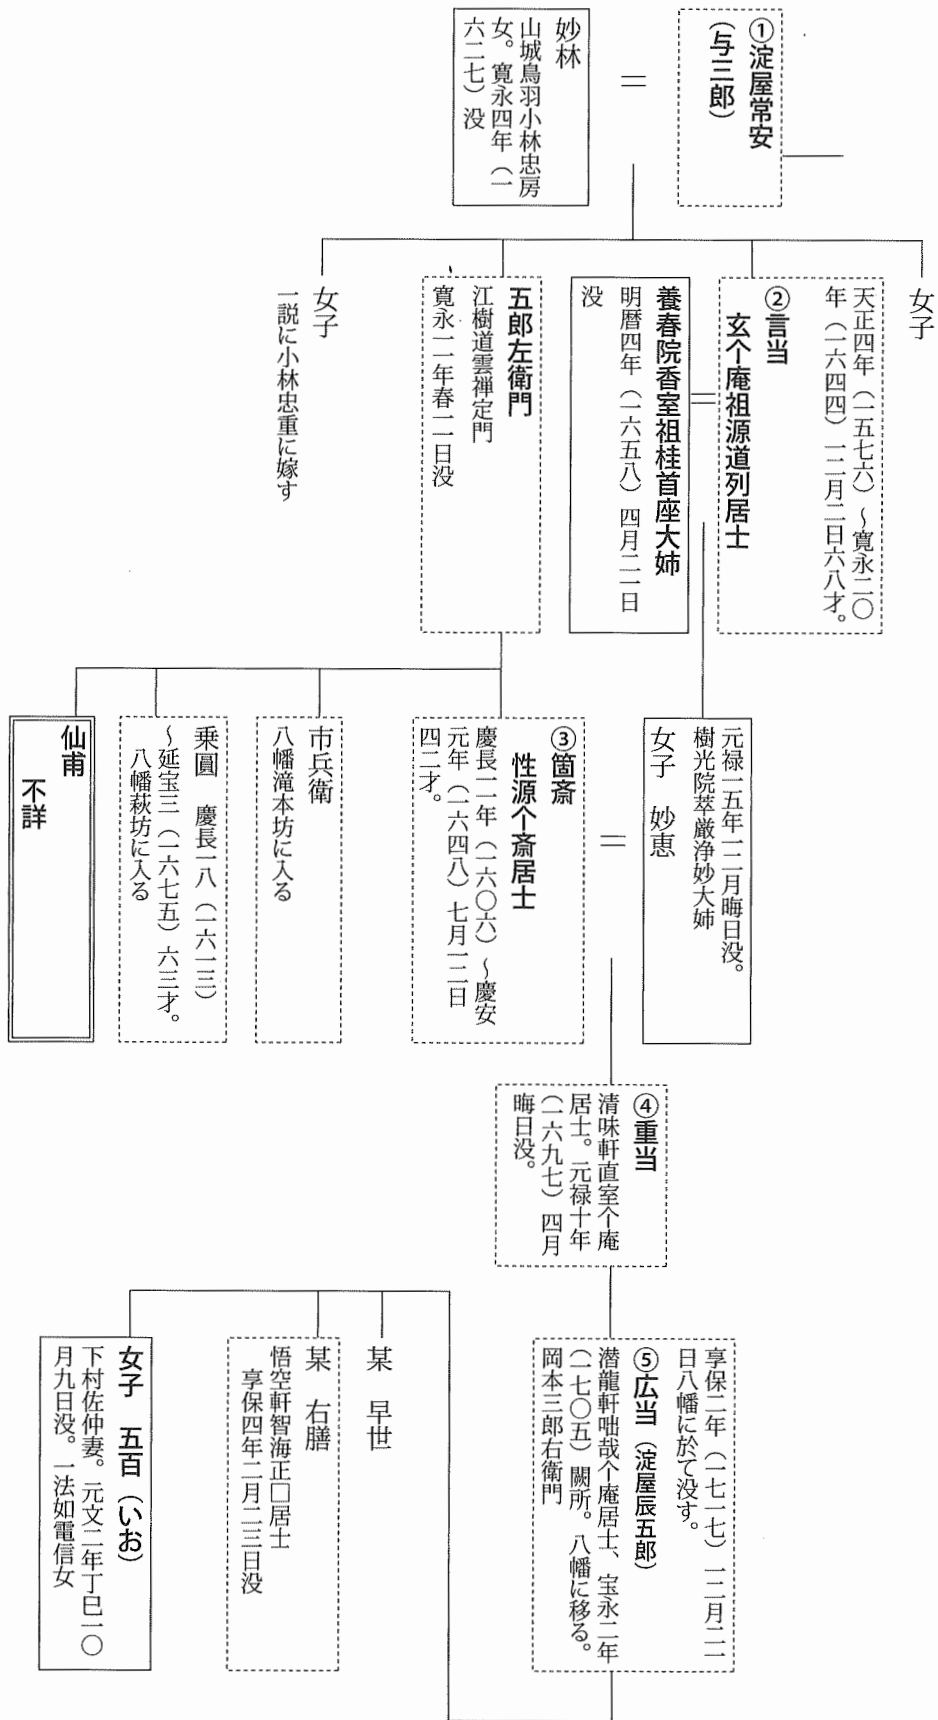 ①淀屋常安
(与三郎)
妙林
山城鳥羽小林忠房
女。寛永四年(一
六二七)没
女子
天正四年(一五七六)~寛永二〇
年(一六四四)一二月二日六八才。
②言当
玄个庵祖源道列居士
養春院香室祖桂首座大姉
明暦四年(一六五八)四月二一日
没
五郎左衛門
江樹道雲禅定門
寛永一一年春一一日没
女子
一説に小林忠重に嫁す
元禄一五年一二月晦日没。
樹光院萃厳浄妙大姉
女子 妙恵
③箇斎
性源个斎居士
慶長一一年(一六〇六)~慶安
元年(一六四八)七月一二日
四二才。
市兵衛
八幡滝本坊に入る
乗圓 慶長一八(一六一三)
~延宝三(一六七五)六三才。
八幡萩坊に入る
仙甫
不詳
④重当
清味軒直室个庵
居士。元禄十年
(一六九七)四月
晦日没。
享保二年(一七一七)一二月二一
日八幡に於て没す。
⑤広当(淀屋辰五郎)
潜龍軒咄哉个庵居士、宝永二年
(一七〇五)闕所。八幡に移る。
岡本三郎右衛門
某 早世
某 右膳
悟空軒智海正□居士
享保四年二月二三日没
女子 五百(いお)
下村佐仲妻。元文二年丁巳一〇
月九日没。一法如電信女